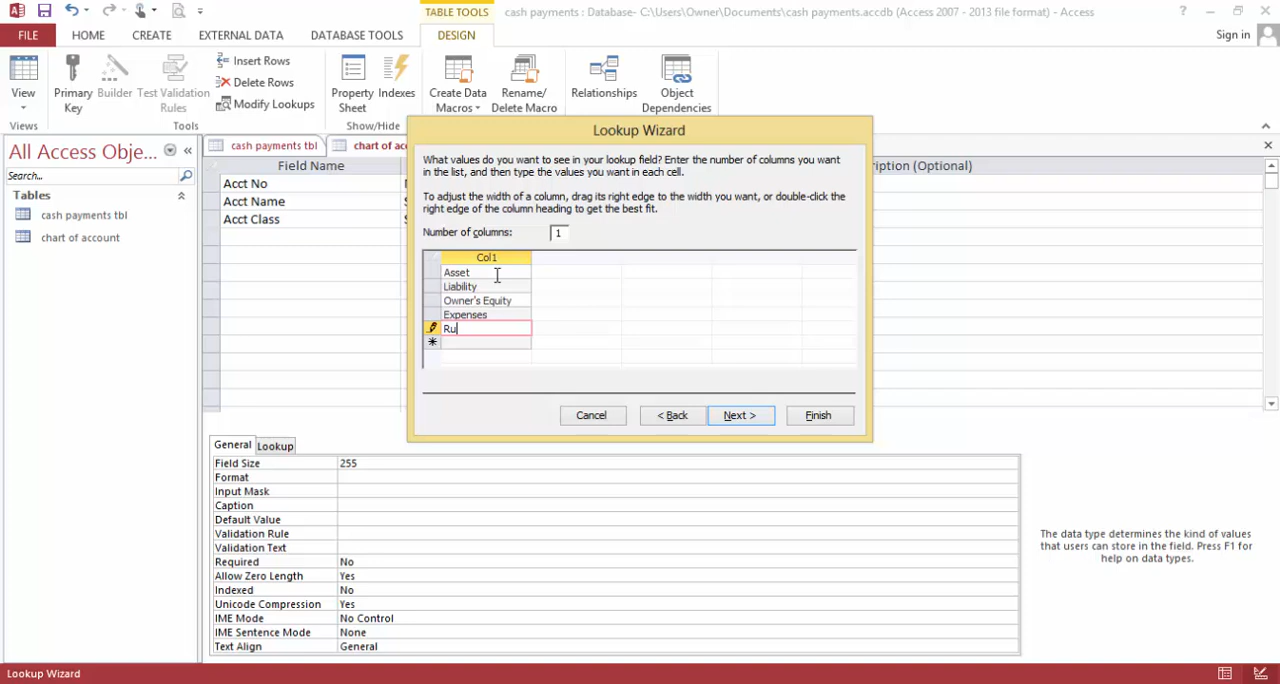 TABLE TOOLS
cash payments : Database- C:\Users\Owner\Documents\cash payments.accdb (Access 2007 - 2013 file format) - Access
FILE HOME CREATE EXTERNAL DATA DATABASE TOOLS DESIGN Sign in
View
Primary Key
Builder
Test Validation Rules
Insert Rows
Delete Rows
Modify Lookups
Property Sheet
Indexes
Create Data Macros
Rename/ Delete Macro
Relationships
Object Dependencies
Views
Tools
Show/Hide
All Access Obje...
Search...
Tables
cash payments tbl
chart of account
cash payments tbl
chart of ac
Field Name
ription (Optional)
Acct No
Acct Name
Acct Class
Lookup Wizard
What values do you want to see in your lookup field? Enter the number of columns you want
in the list, and then type the values you want in each cell.
To adjust the width of a column, drag its right edge to the width you want, or double-click the
right edge of the column heading to get the best fit.
Number of columns: 1
Col1
Asset
Liability
Owner's Equity
Expenses
Ru
Cancel
< Back
Next >
Finish
General Lookup
Field Size 255
Format
Input Mask
Caption
Default Value
Validation Rule
Validation Text
Required No
Allow Zero Length Yes
Indexed No
Unicode Compression Yes
IME Mode No Control
IME Sentence Mode None
Text Align General
The data type determines the kind of values
that users can store in the field. Press F1 for
help on data types.
Lookup Wizard